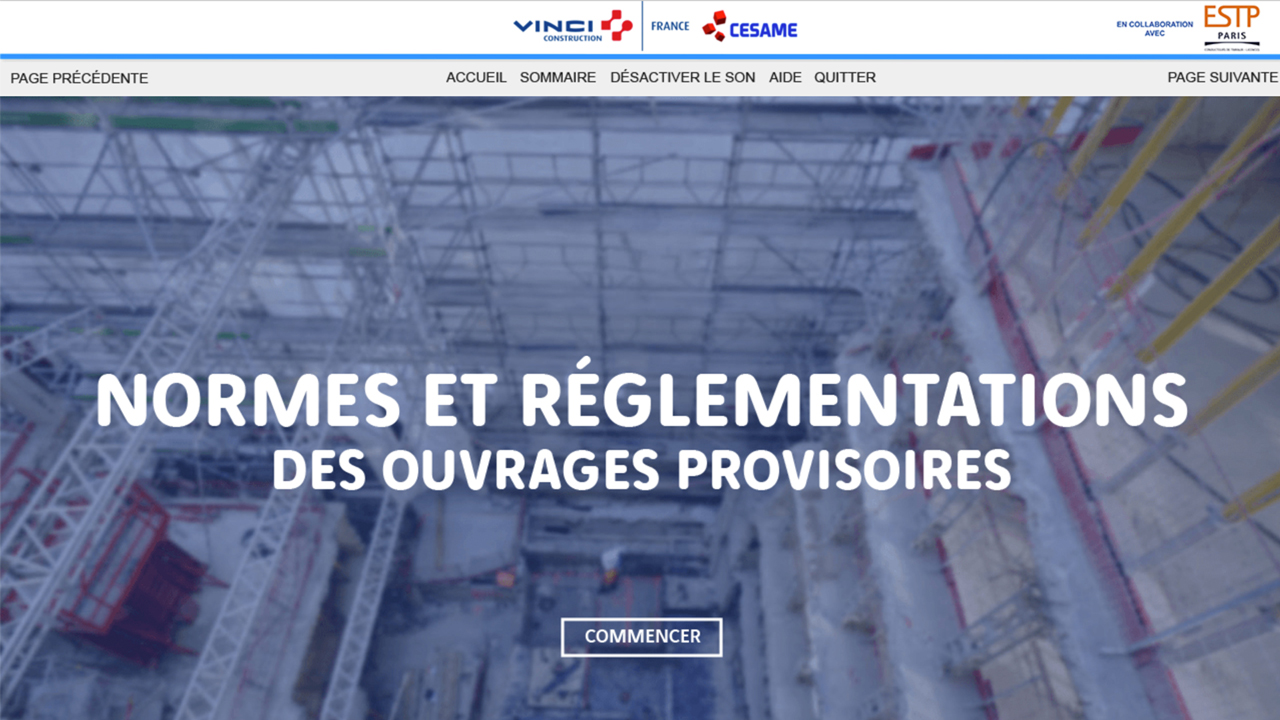 VINCI
CONSTRUCTION
FRANCE
CESAME
EN COLLABORATION
AVEC
ESTP
PARIS
PAGE PRÉCÉDENTE
ACCUEIL SOMMAIRE DÉSACTIVER LE SON AIDE QUITTER
PAGE SUIVANTE
NORMES ET RÉGLEMENTATIONS
DES OUVRAGES PROVISOIRES
COMMENCER